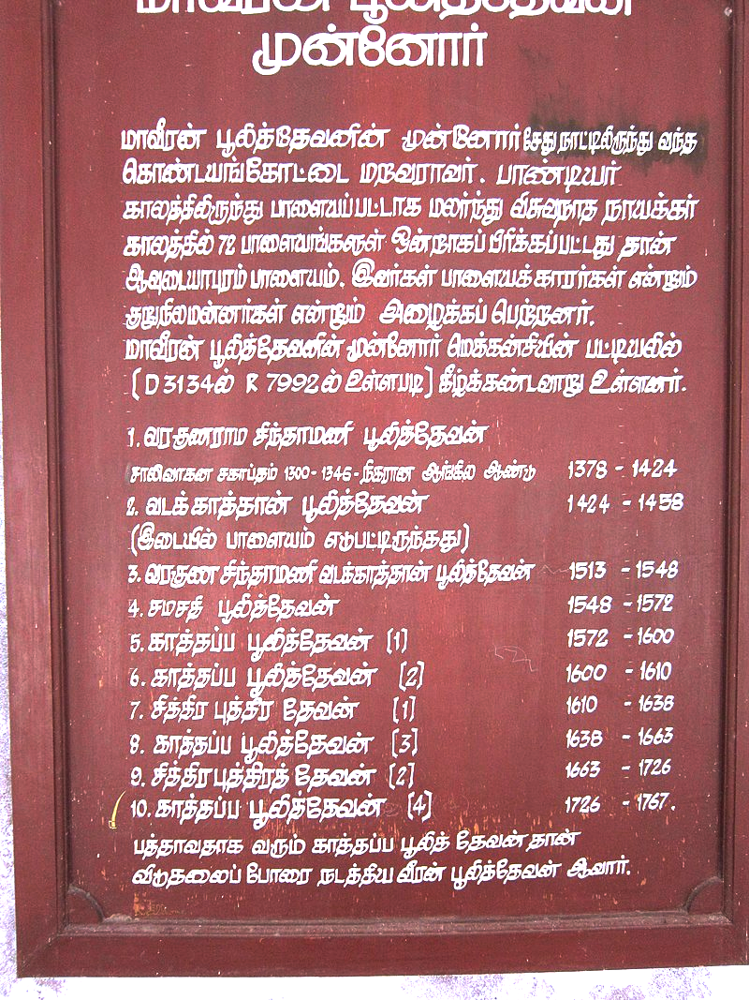 மாவீரன் பூலித்தேவன்
முன்னோர்
மாவீரன் பூலித்தேவனின் முன்னோர் சேது நாட்டிலிருந்து வந்த
கொண்டயங்கோட்டை மறவராவர். பாண்டியர்
காலத்திலிருந்து பாளையப்பட்டாக மலர்ந்து விசுவநாத நாயக்கர்
காலத்தில் 72 பாளையங்களுள் ஒன்றாகப் பிரிக்கப்பட்டது தான்
ஆவுடையாபுரம் பாளையம். இவர்கள் பாளையக்காரர்கள் என்றும்
குறுநிலமன்னர்கள் என்றும் அழைக்கப் பெற்றனர்.
மாவீரன் பூலித்தேவனின் முன்னோர் மெக்கன்சியின் பட்டியலில்
(D 3134ல் R 7992ல் உள்ளபடி) கீழ்க்கண்டவாறு உள்ளனர்.
1. வரகுணராம சிந்தாமணி பூலித்தேவன்
சாலிவாகன சகாப்தம் 1300 - 1346 - நிகரான ஆங்கில ஆண்டு 1378 - 1424
2. வடக்காத்தான் பூலித்தேவன் 1424 - 1458
(இடையில் பாளையம் எடுபட்டிருந்தது)
3. வரகுண சிந்தாமணி வடக்காத்தான் பூலித்தேவன் 1513 - 1548
4. சமசதி பூலித்தேவன் 1548 - 1572
5. காத்தப்ப பூலித்தேவன் (1) 1572 - 1600
6. காத்தப்ப பூலித்தேவன் (2) 1600 - 1610
7. சித்திர புத்திர தேவன் (1) 1610 - 1638
8. காத்தப்ப பூலித்தேவன் (3) 1638 - 1663
9. சித்திர புத்திரத் தேவன் (2) 1663 - 1726
10. காத்தப்ப பூலித்தேவன் (4) 1726 - 1767.
பத்தாவதாக வரும் காத்தப்ப பூலித் தேவன் தான்
விடுதலைப் போரை நடத்திய வீரன் பூலித்தேவன் ஆவார்.